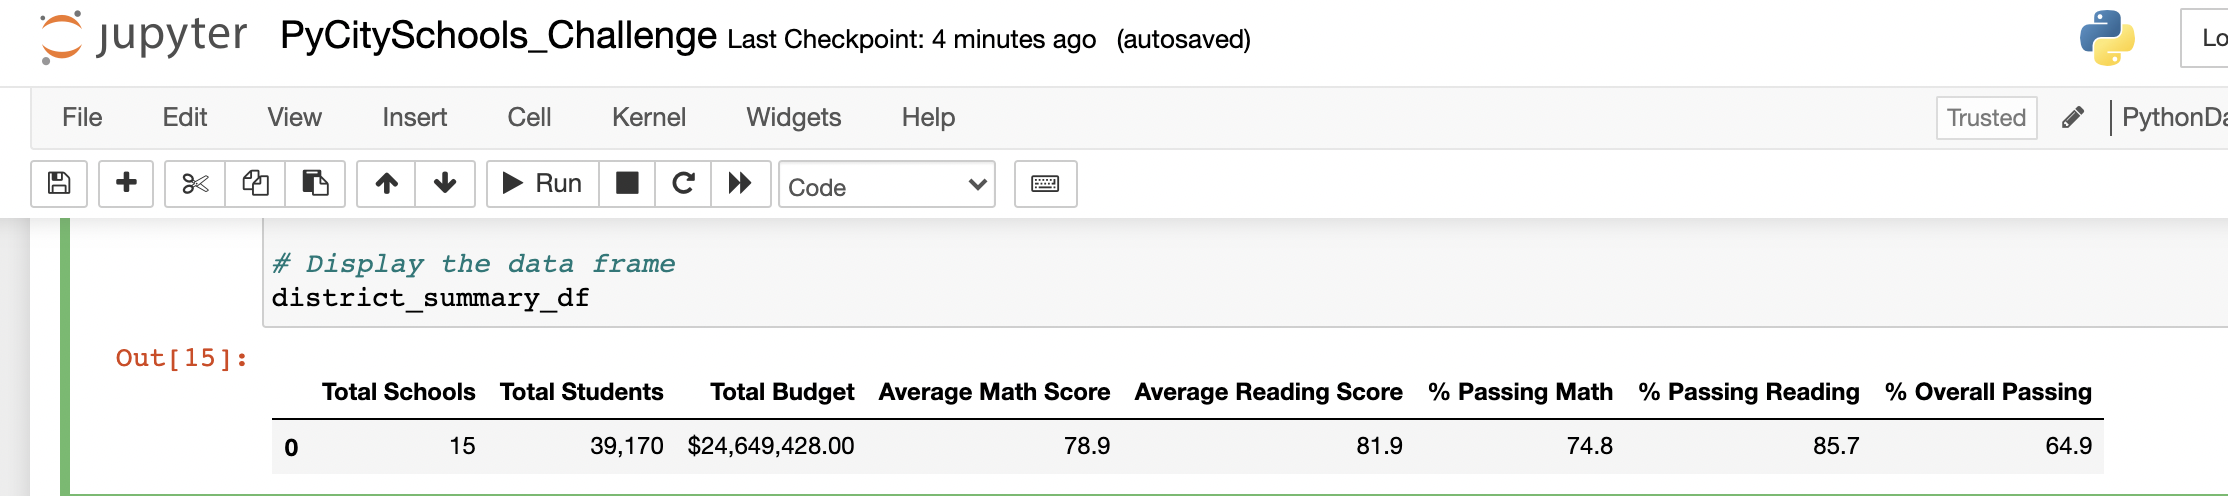 jupyter PyCitySchools_Challenge Last Checkpoint: 4 minutes ago (autosaved)
File Edit View Insert Cell Kernel Widgets Help Trusted
Run Code
# Display the data frame
district_summary_df
Out[15]:
Total Schools Total Students Total Budget Average Math Score Average Reading Score % Passing Math % Passing Reading % Overall Passing
0 15 39,170 $24,649,428.00 78.9 81.9 74.8 85.7 64.9